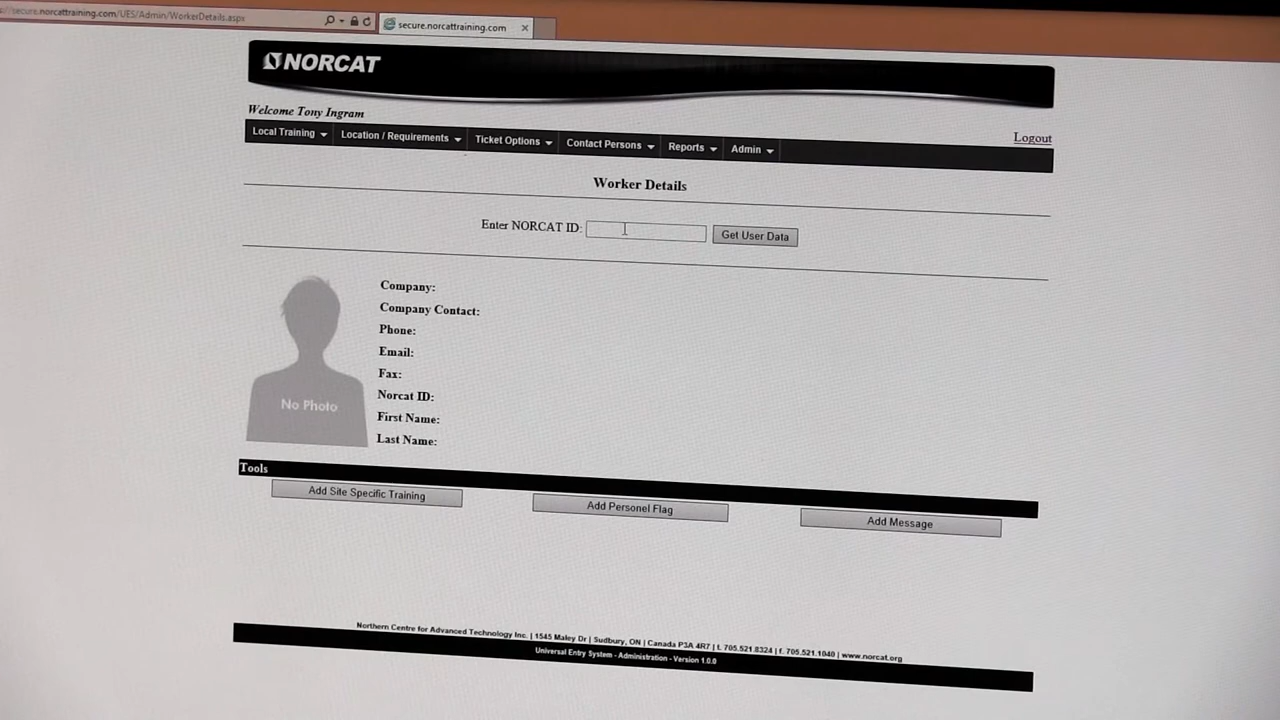 s://secure.norcattraining.com/UES/Admin/WorkerDetails.aspx
secure.norcattraining.com
NORCAT
Welcome Tony Ingram
Logout
Local Training
Location / Requirements
Ticket Options
Contact Persons
Reports
Admin
Worker Details
Enter NORCAT ID:
Get User Data
No Photo
Company:
Company Contact:
Phone:
Email:
Fax:
Norcat ID:
First Name:
Last Name:
Tools
Add Site Specific Training
Add Personel Flag
Add Message
Northern Centre for Advanced Technology Inc. | 1545 Maley Dr | Sudbury, ON | Canada P3A 4R7 | t. 705.521.8324 | f. 705.521.1040 | www.norcat.org
Universal Entry System - Administration - Version 1.0.0